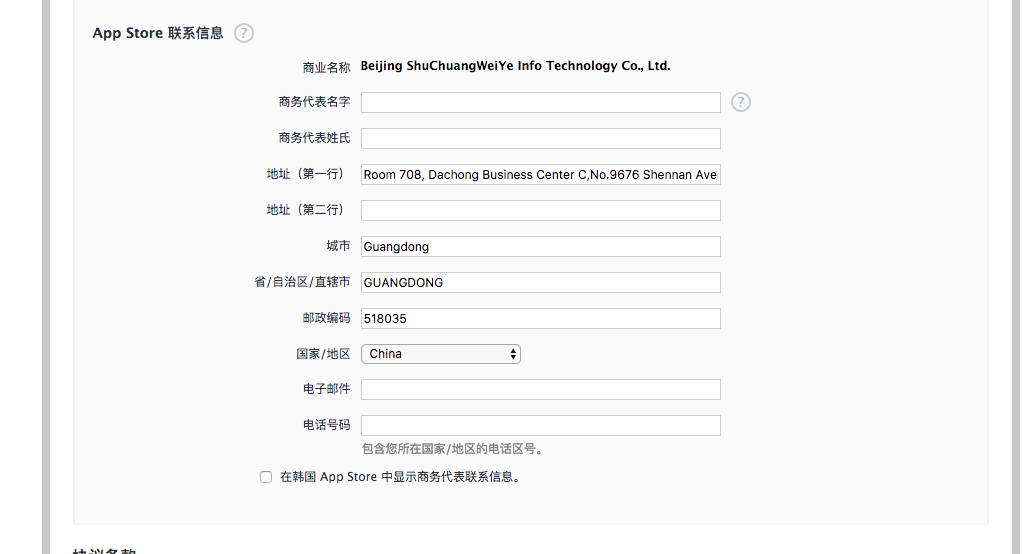 App Store 联系信息 ?
商业名称 Beijing ShuChuangWeiYe Info Technology Co., Ltd.
商务代表名字 ?
商务代表姓氏
地址（第一行） Room 708, Dachong Business Center C,No.9676 Shennan Ave
地址（第二行）
城市 Guangdong
省/自治区/直辖市 GUANGDONG
邮政编码 518035
国家/地区 China
电子邮件
电话号码
包含您所在国家/地区的电话区号。
在韩国 App Store 中显示商务代表联系信息。
协议条款